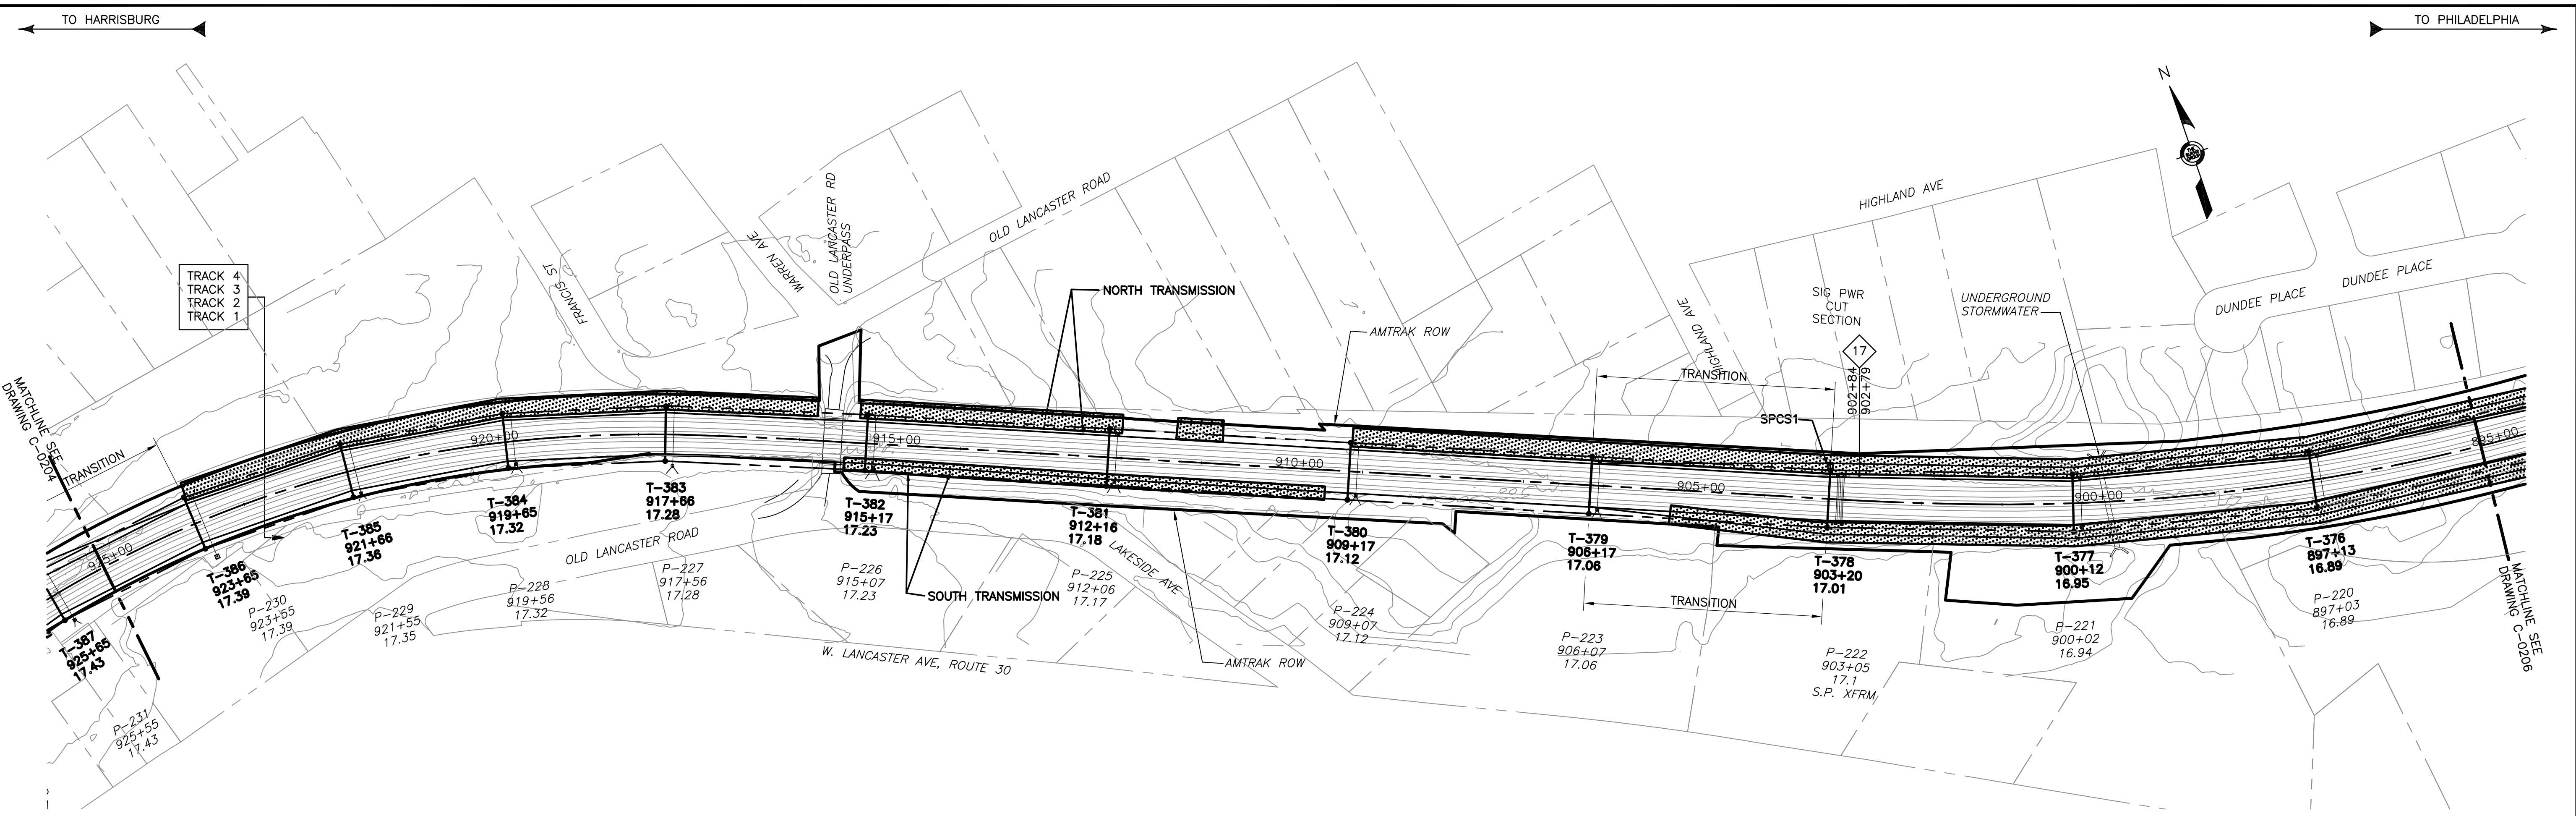 TO HARRISBURG
TO PHILADELPHIA
N
TRACK 4
TRACK 3
TRACK 2
TRACK 1
MATCHLINE SEE
DRAWING C-0204
TRANSITION
FRANCIS ST
WARREN AVE
OLD LANCASTER RD
UNDERPASS
OLD LANCASTER ROAD
NORTH TRANSMISSION
AMTRAK ROW
HIGHLAND AVE
HIGHLAND AVE
TRANSITION
SIG PWR
CUT
SECTION
17
902+84
902+79
SPCS1
UNDERGROUND
STORMWATER
DUNDEE PLACE
DUNDEE PLACE
925+00
920+00
915+00
910+00
905+00
900+00
895+00
T-387
925+65
17.43
T-386
923+65
17.39
T-385
921+66
17.36
T-384
919+65
17.32
T-383
917+66
17.28
T-382
915+17
17.23
T-381
912+16
17.18
T-380
909+17
17.12
T-379
906+17
17.06
T-378
903+20
17.01
T-377
900+12
16.95
T-376
897+13
16.89
OLD LANCASTER ROAD
LAKESIDE AVE
SOUTH TRANSMISSION
TRANSITION
AMTRAK ROW
W. LANCASTER AVE, ROUTE 30
P-231
925+55
17.43
P-230
923+55
17.39
P-229
921+55
17.35
P-228
919+56
17.32
P-227
917+56
17.28
P-226
915+07
17.23
P-225
912+06
17.17
P-224
909+07
17.12
P-223
906+07
17.06
P-222
903+05
17.1
S.P. XFRM
P-221
900+02
16.94
P-220
897+03
16.89
MATCHLINE SEE
DRAWING C-0206